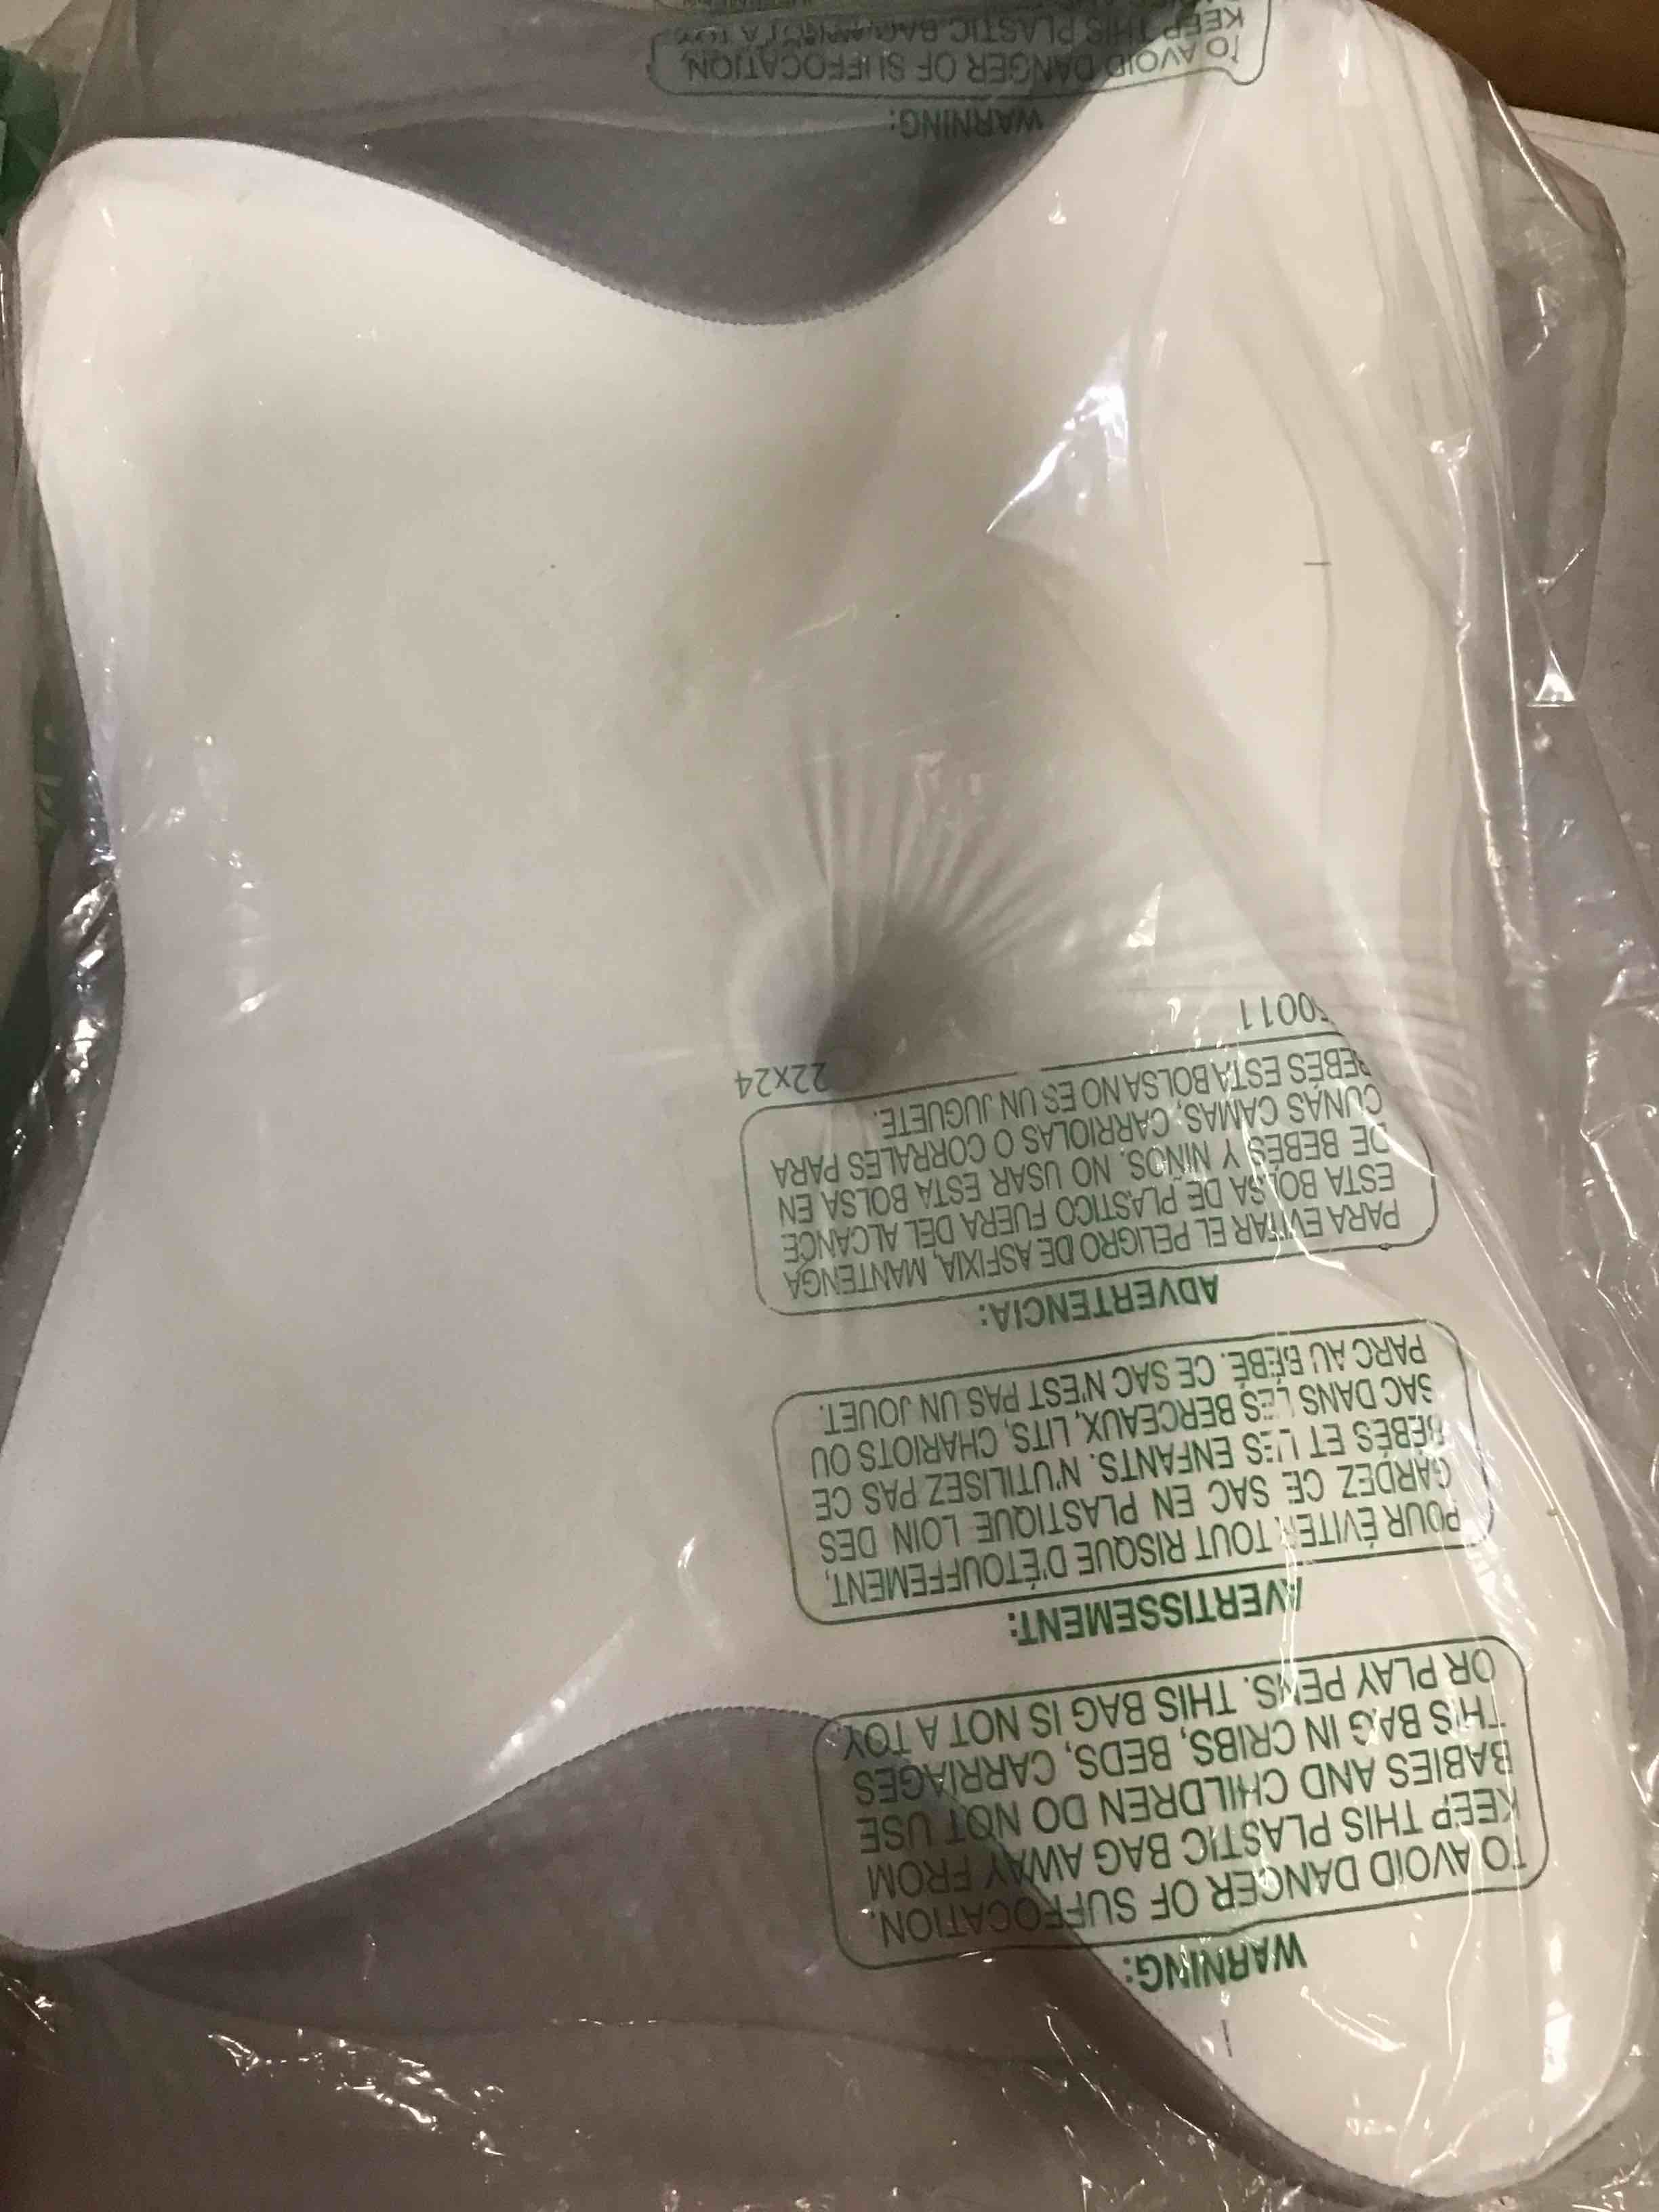 WARNING:
TO AVOID DANGER OF SUFFOCATION,
KEEP THIS PLASTIC BAG AWAY FROM
BABIES AND CHILDREN DO NOT USE
THIS BAG IN CRIBS, BEDS, CARRIAGES
OR PLAY PENS. THIS BAG IS NOT A TOY.
AVERTISSEMENT:
POUR ÉVITER TOUT RISQUE D'ÉTOUFFEMENT,
GARDEZ CE SAC EN PLASTIQUE LOIN DES
BÉBÉS ET LES ENFANTS. N'UTILISEZ PAS CE
SAC DANS LES BERCEAUX, LITS, CHARIOTS OU
PARC AU BÉBÉ. CE SAC N'EST PAS UN JOUET.
ADVERTENCIA:
PARA EVITAR EL PELIGRO DE ASFIXIA, MANTENGA
ESTA BOLSA DE PLASTICO FUERA DEL ALCANCE
DE BEBÉS Y NIÑOS. NO USAR ESTA BOLSA EN
CUNAS CAMAS, CARRIOLAS O CORRALES PARA
BEBÉS ESTA BOLSA NO ES UN JUGUETE.
22x24
WARNING:
TO AVOID DANGER OF SUFFOCATION,
KEEP THIS PLASTIC BAG